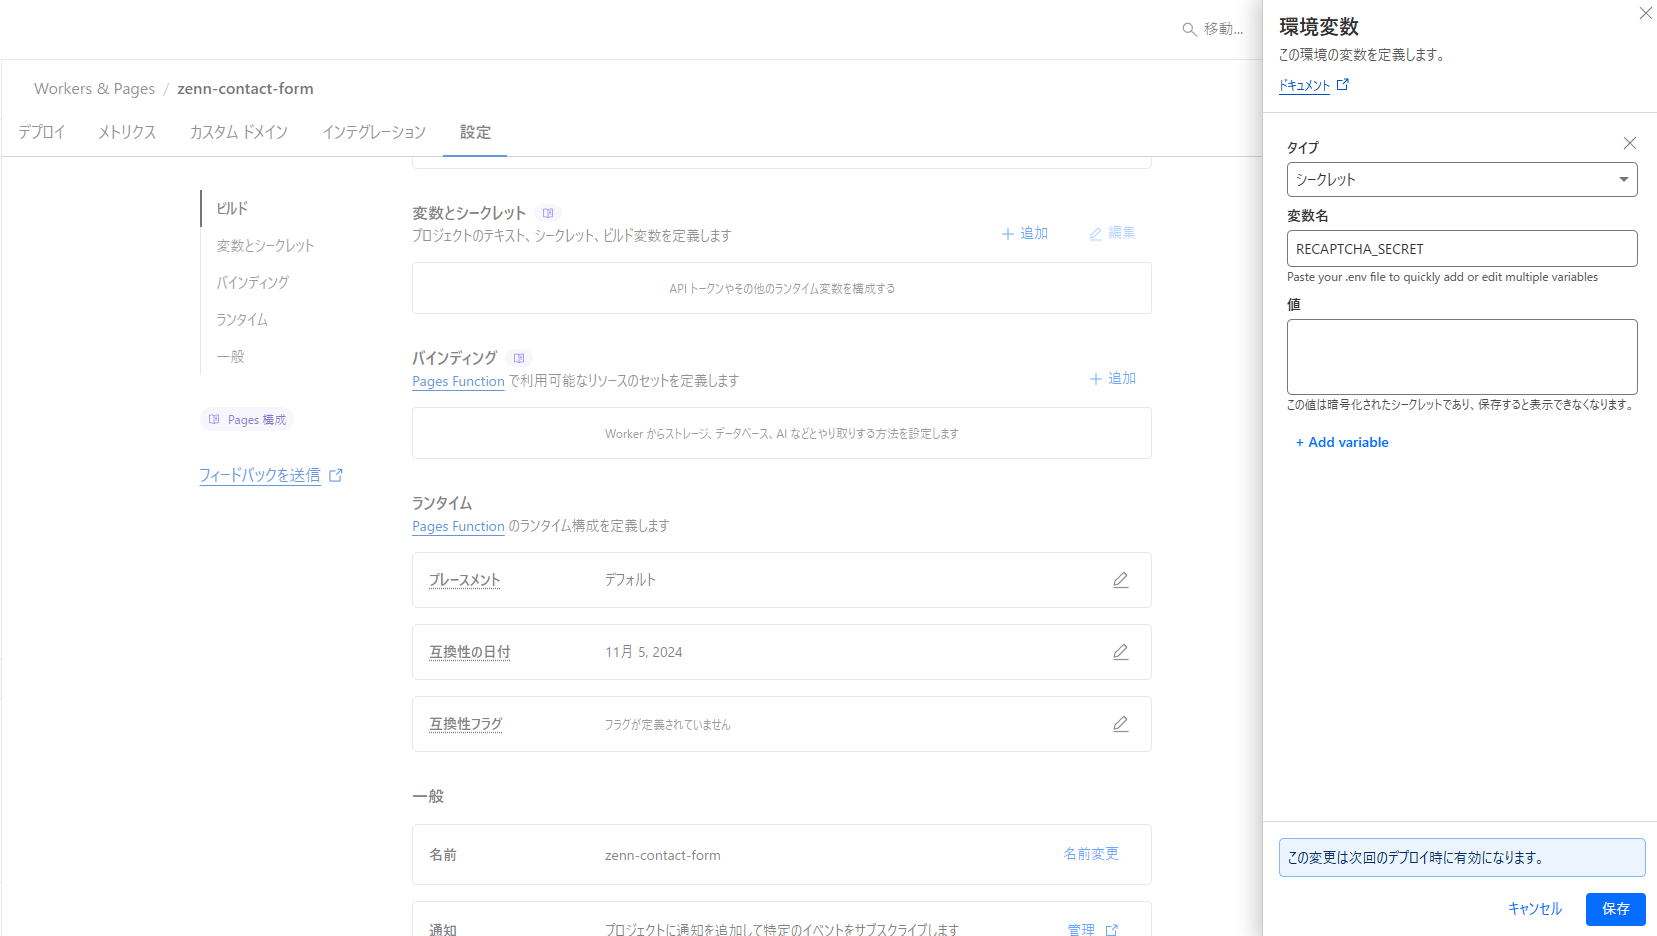 移動...
Workers & Pages / zenn-contact-form
デプロイ メトリクス カスタム ドメイン インテグレーション 設定
ビルド
変数とシークレット
バインディング
ランタイム
一般
Pages 構成
フィードバックを送信
変数とシークレット
プロジェクトのテキスト、シークレット、ビルド変数を定義します
+ 追加 編集
API トークンやその他のランタイム変数を構成する
バインディング
Pages Function で利用可能なリソースのセットを定義します
+ 追加
Worker からストレージ、データベース、AI などとやり取りする方法を設定します
ランタイム
Pages Function のランタイム構成を定義します
プレースメント デフォルト
互換性の日付 11月 5, 2024
互換性フラグ フラグが定義されていません
一般
名前 zenn-contact-form 名前変更
通知 プロジェクトに通知を追加して特定のイベントをサブスクライブします 管理
環境変数
この環境の変数を定義します。
ドキュメント
タイプ
シークレット
変数名
RECAPTCHA_SECRET
Paste your .env file to quickly add or edit multiple variables
値
この値は暗号化されたシークレットであり、保存すると表示できなくなります。
+ Add variable
この変更は次回のデプロイ時に有効になります。
キャンセル 保存